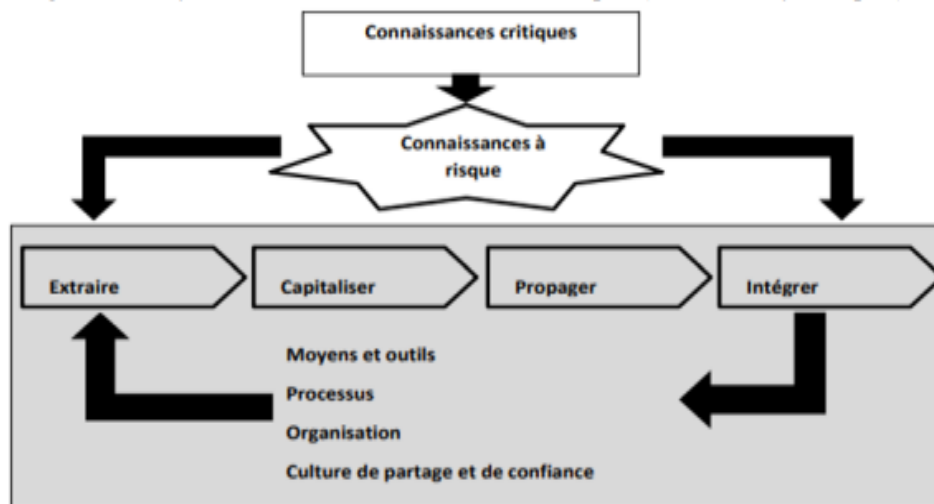 Connaissances critiques
Connaissances à
risque
Extraire
Capitaliser
Propager
Intégrer
Moyens et outils
Processus
Organisation
Culture de partage et de confiance